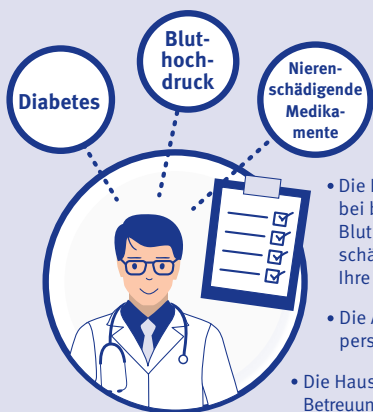 Diabetes
Blut-
hoch-
druck
Nieren-
schädigende
Medika-
mente
• Die
bei
Blut
schä
Ihre
• Die
pers
• Die Haus
Betreuun